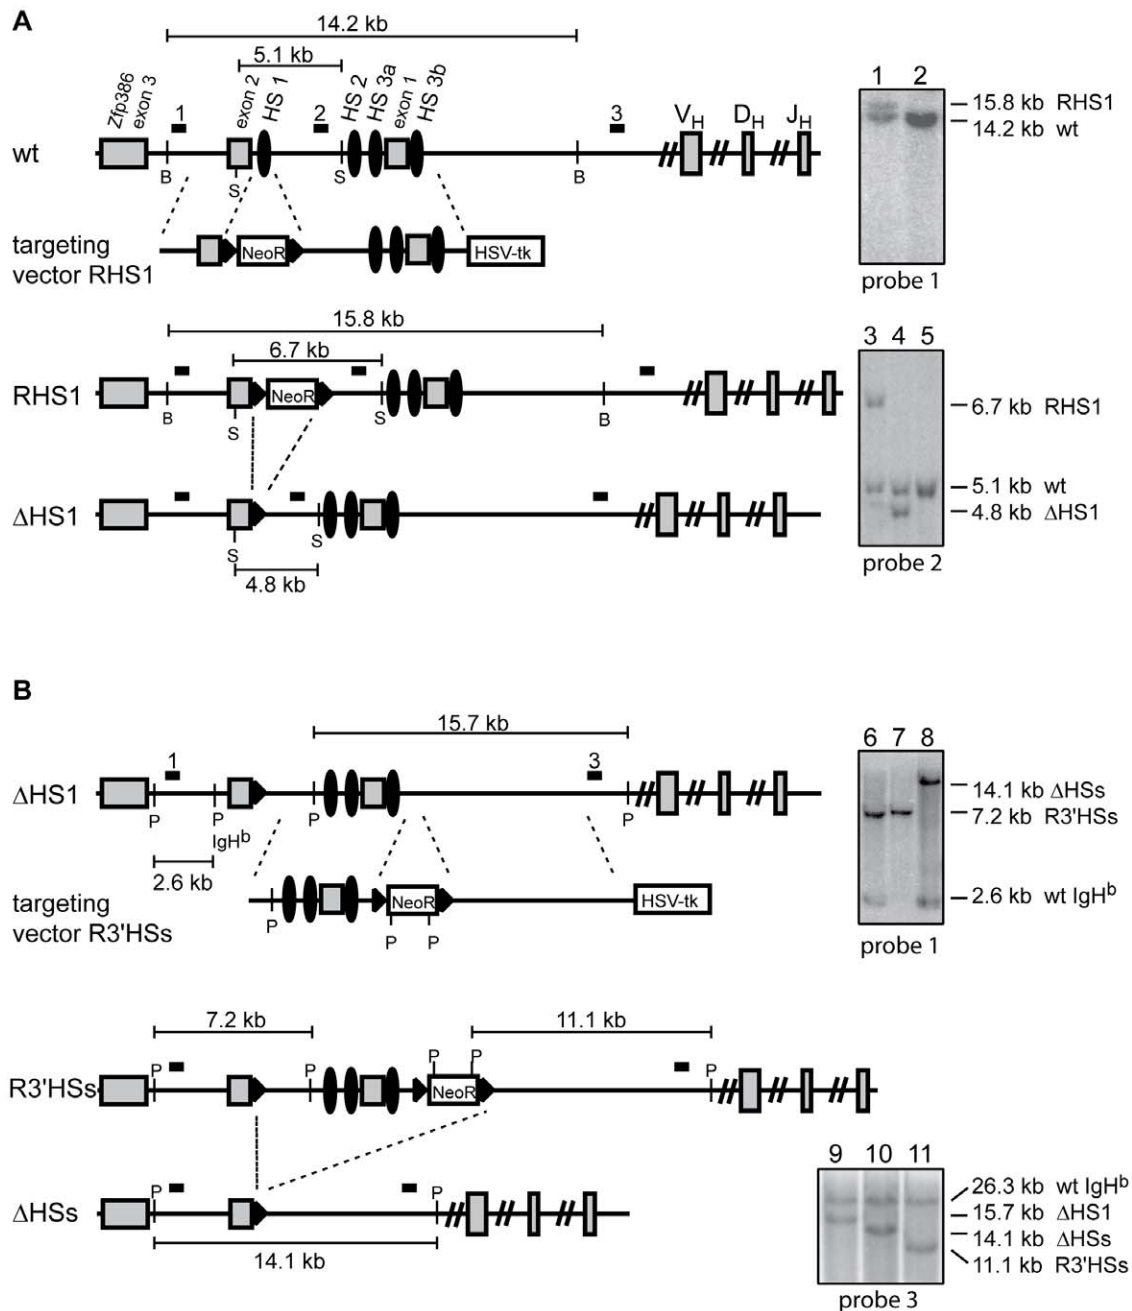 A
14.2 kb
5.1 kb
Zfp386
exon 3
exon 2
HS 1
HS 2
HS 3a
exon 1
HS 3b
1
2
3
VH
DH
JH
wt
B
S
S
B
targeting
vector RHS1
NeoR
HSV-tk
1 2
15.8 kb RHS1
14.2 kb wt
probe 1
15.8 kb
6.7 kb
RHS1
NeoR
B
S
S
B
ΔHS1
S
S
4.8 kb
3 4 5
6.7 kb RHS1
5.1 kb wt
4.8 kb ΔHS1
probe 2
B
15.7 kb
1
3
ΔHS1
P
P
IgHb
P
P
2.6 kb
targeting
vector R3'HSs
P
NeoR
P
P
HSV-tk
6 7 8
14.1 kb ΔHSs
7.2 kb R3'HSs
2.6 kb wt IgHb
probe 1
7.2 kb
11.1 kb
R3'HSs
P
P
P
P
P
NeoR
ΔHSs
P
P
14.1 kb
9 10 11
26.3 kb wt IgHb
15.7 kb ΔHS1
14.1 kb ΔHSs
11.1 kb R3'HSs
probe 3